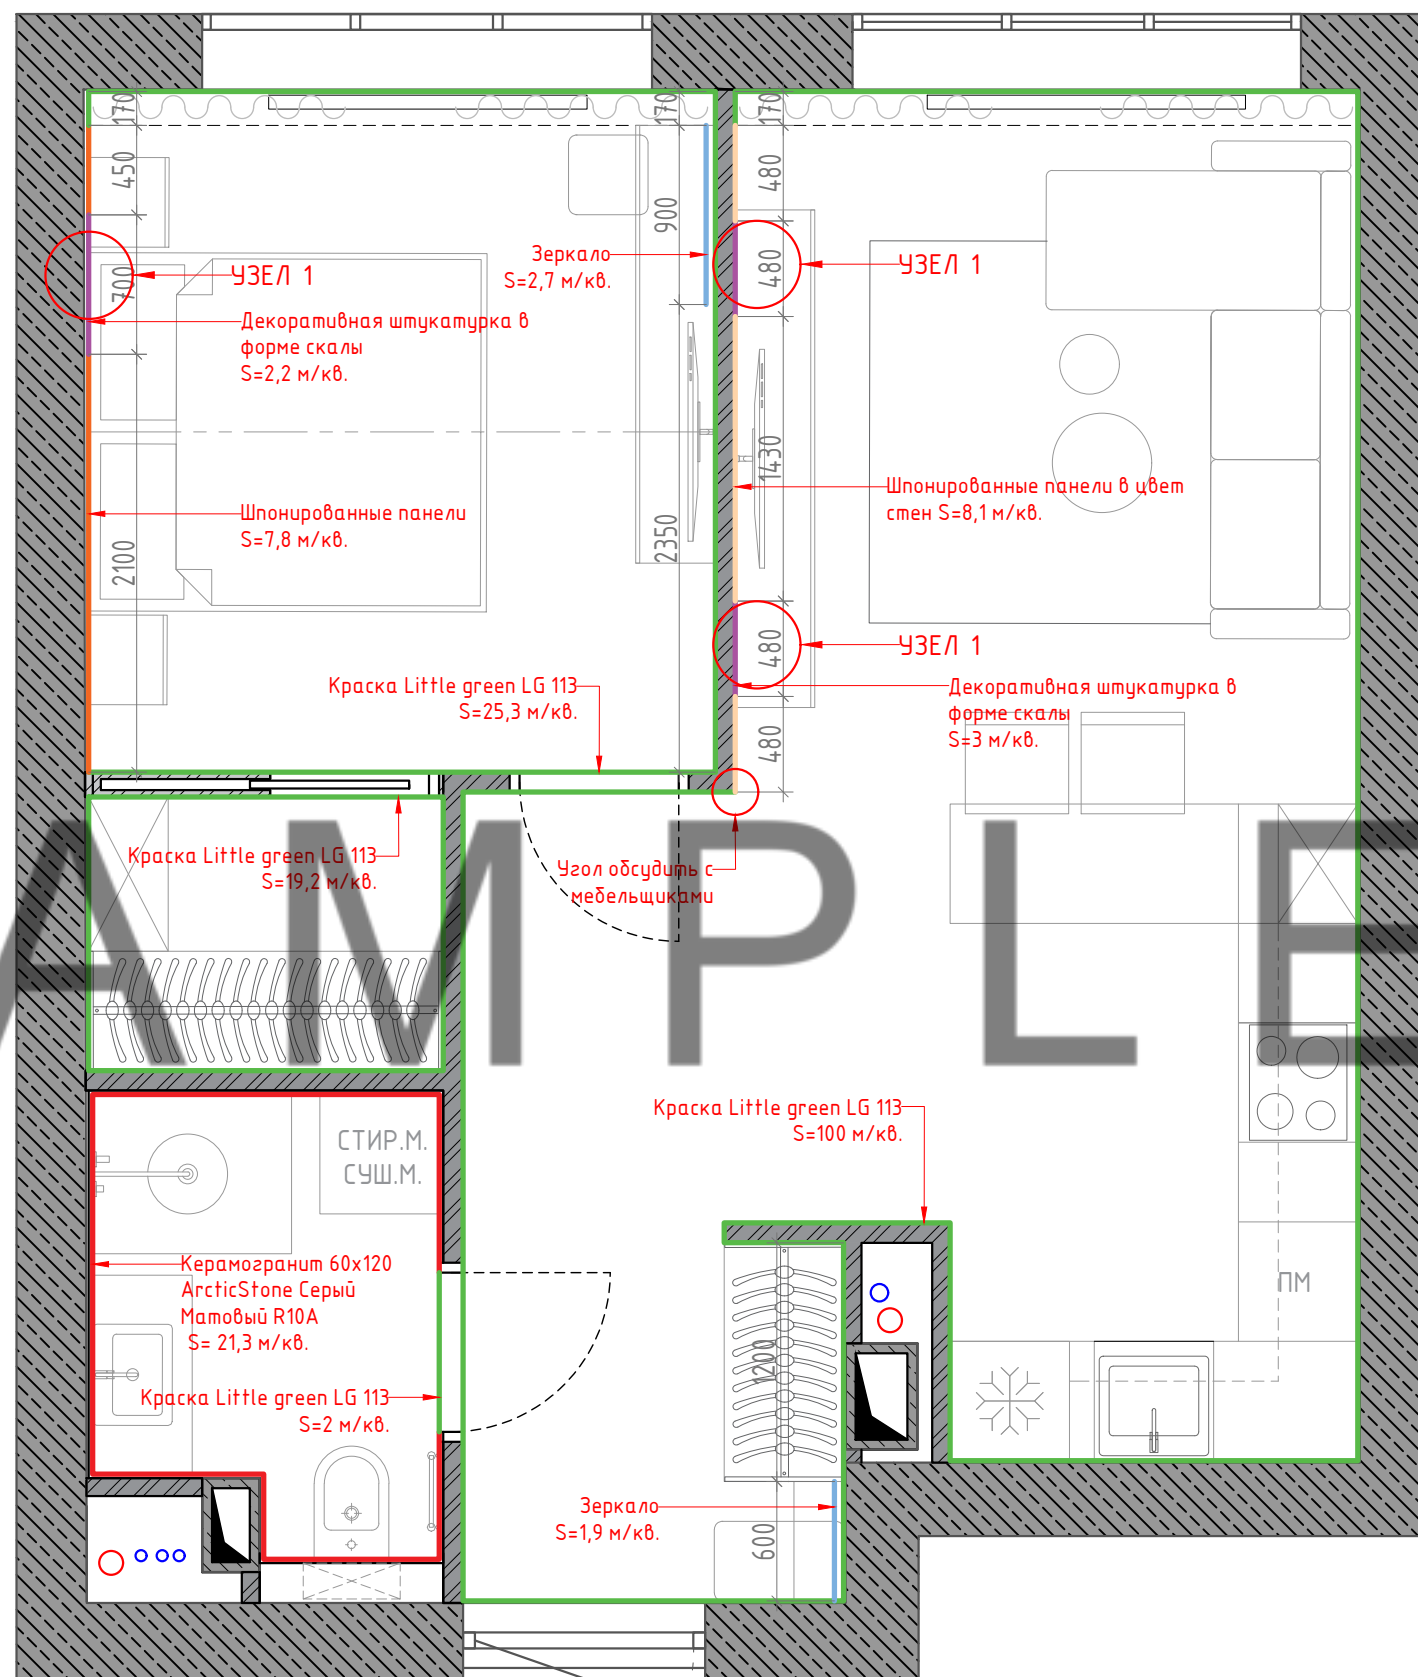 170
170
170
450
480
900
Зеркало
S=2,7 м/кв.
700
УЗЕЛ 1
480
УЗЕЛ 1
Декоративная штукатурка в
форме скалы
S=2,2 м/кв.
1430
Шпонированные панели в цвет
стен S=8,1 м/кв.
Шпонированные панели
S=7,8 м/кв.
2100
2350
480
УЗЕЛ 1
Краска Little green LG 113
S=25,3 м/кв.
Декоративная штукатурка в
форме скалы
S=3 м/кв.
480
Краска Little green LG 113
S=19,2 м/кв.
Угол обсудить с
мебельщиками
AMPLE
Краска Little green LG 113
S=100 м/кв.
СТИР.М.
СУШ.М.
Керамогранит 60х120
ArcticStone Серый
Матовый R10A
S= 21,3 м/кв.
ПМ
1200
Краска Little green LG 113
S=2 м/кв.
Зеркало
S=1,9 м/кв.
600